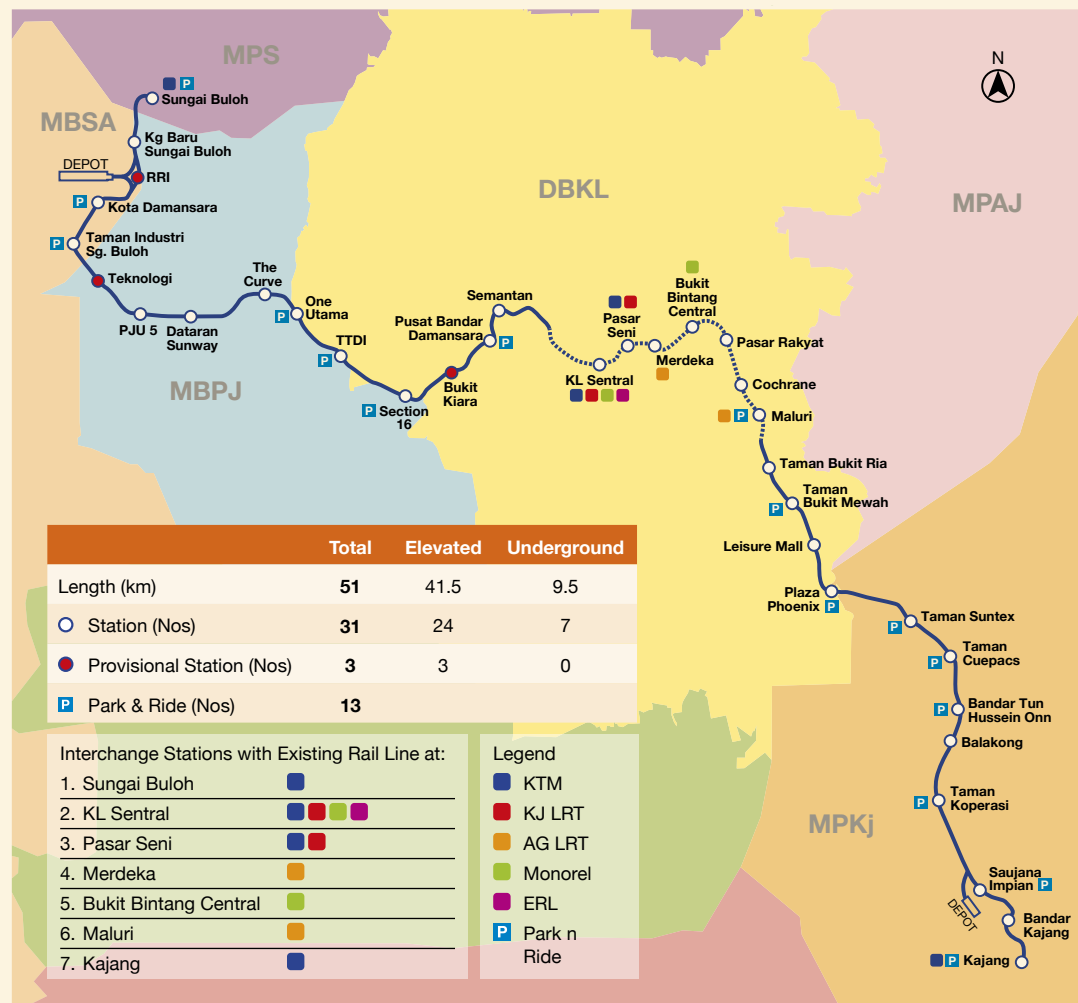 MPS
N
P
Sungai Buloh
MBSA
Kg Baru
Sungai Buloh
DEPOT
RRI
DBKL
P
Kota Damansara
MPAJ
P
Taman Industri
Sg. Buloh
Teknologi
The
Curve
PJU 5
Dataran
Sunway
P
One
Utama
P
TTDI
MBPJ
P
Section
16
Bukit
Kiara
Pusat Bandar
Damansara
P
Semantan
KL Sentral
Pasar
Seni
Merdeka
Bukit
Bintang
Central
Pasar Rakyat
Cochrane
P
Maluri
Taman Bukit Ria
P
Taman
Bukit Mewah
Leisure Mall
Plaza
Phoenix
P
P
Taman Suntex
P
Taman
Cuepacs
P
Bandar Tun
Hussein Onn
Balakong
P
Taman
Koperasi
MPKj
Saujana
Impian
P
DEPOT
Bandar
Kajang
P
Kajang
Total Elevated Underground
Length (km) 51 41.5 9.5
Station (Nos) 31 24 7
Provisional Station (Nos) 3 3 0
P Park & Ride (Nos) 13
Interchange Stations with Existing Rail Line at:
1. Sungai Buloh
2. KL Sentral
3. Pasar Seni
4. Merdeka
5. Bukit Bintang Central
6. Maluri
7. Kajang
Legend
KTM
KJ LRT
AG LRT
Monorel
ERL
P Park n
Ride